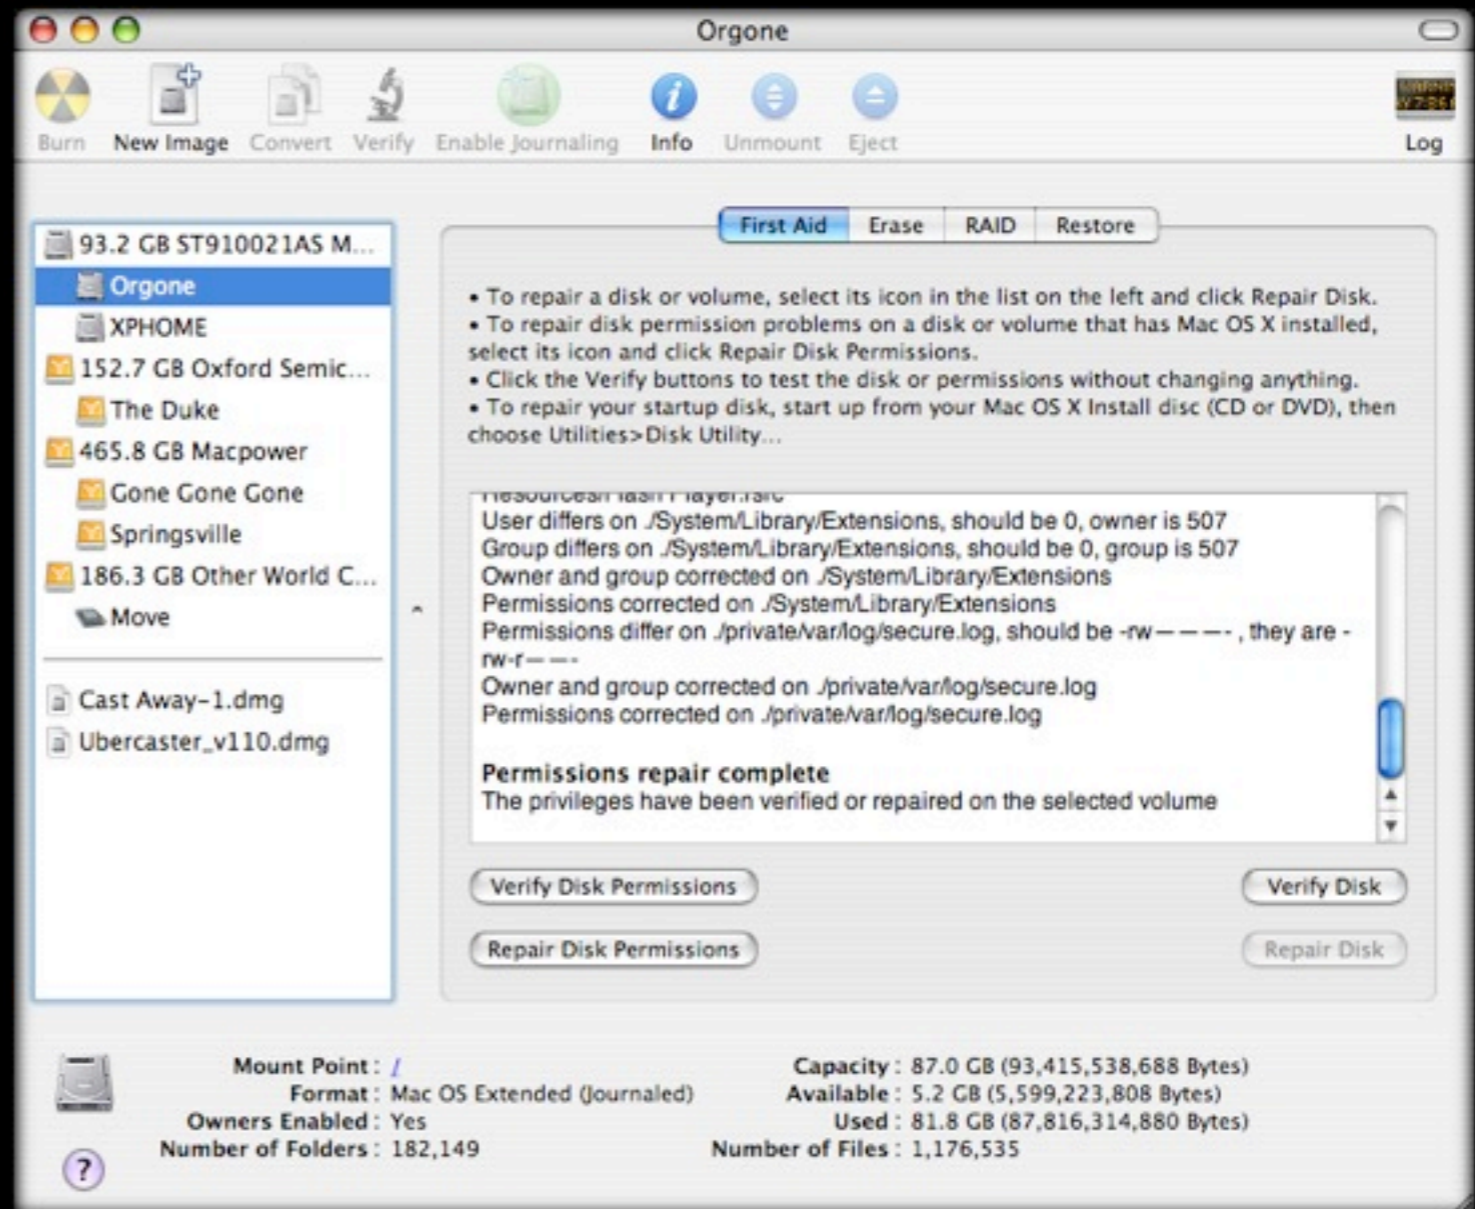 Orgone
Burn New Image Convert Verify Enable Journaling Info Unmount Eject Log
93.2 GB ST910021AS M...
Orgone
XPHOME
152.7 GB Oxford Semic...
The Duke
465.8 GB Macpower
Gone Gone Gone
Springsville
186.3 GB Other World C...
Move
Cast Away-1.dmg
Ubercaster_v110.dmg
First Aid Erase RAID Restore
• To repair a disk or volume, select its icon in the list on the left and click Repair Disk.
• To repair disk permission problems on a disk or volume that has Mac OS X installed,
select its icon and click Repair Disk Permissions.
• Click the Verify buttons to test the disk or permissions without changing anything.
• To repair your startup disk, start up from your Mac OS X Install disc (CD or DVD), then
choose Utilities>Disk Utility...
User differs on ./System/Library/Extensions, should be 0, owner is 507
Group differs on ./System/Library/Extensions, should be 0, group is 507
Owner and group corrected on ./System/Library/Extensions
Permissions corrected on ./System/Library/Extensions
Permissions differ on ./private/var/log/secure.log, should be -rw— — —- , they are -
rw-r— —-
Owner and group corrected on ./private/var/log/secure.log
Permissions corrected on ./private/var/log/secure.log
Permissions repair complete
The privileges have been verified or repaired on the selected volume
Verify Disk Permissions Verify Disk
Repair Disk Permissions Repair Disk
Mount Point : /
Format : Mac OS Extended (Journaled)
Owners Enabled : Yes
Number of Folders : 182,149
Capacity : 87.0 GB (93,415,538,688 Bytes)
Available : 5.2 GB (5,599,223,808 Bytes)
Used : 81.8 GB (87,816,314,880 Bytes)
Number of Files : 1,176,535
?